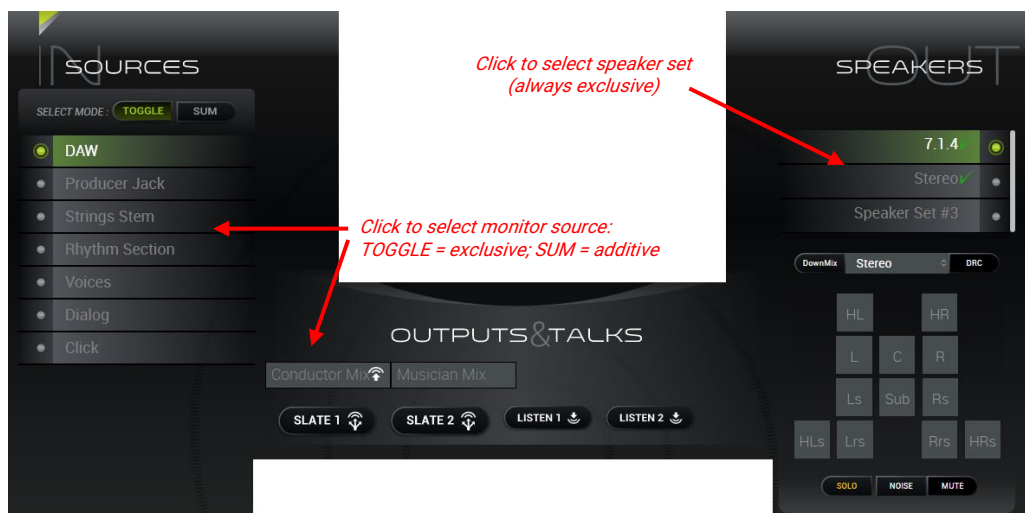 IN
SOURCES
SELECT MODE: TOGGLE SUM
DAW
Producer Jack
Strings Stem
Rhythm Section
Voices
Dialog
Click
Click to select speaker set
(always exclusive)
Click to select monitor source:
TOGGLE = exclusive; SUM = additive
OUTPUTS&TALKS
Conductor Mix Musician Mix
SLATE 1 SLATE 2 LISTEN 1 LISTEN 2
OUT
SPEAKERS
7.1.4
Stereo✓
Speaker Set #3
DownMix Stereo DRC
HL HR
L C R
Ls Sub Rs
HLs Lrs Rrs HRs
SOLO NOISE MUTE